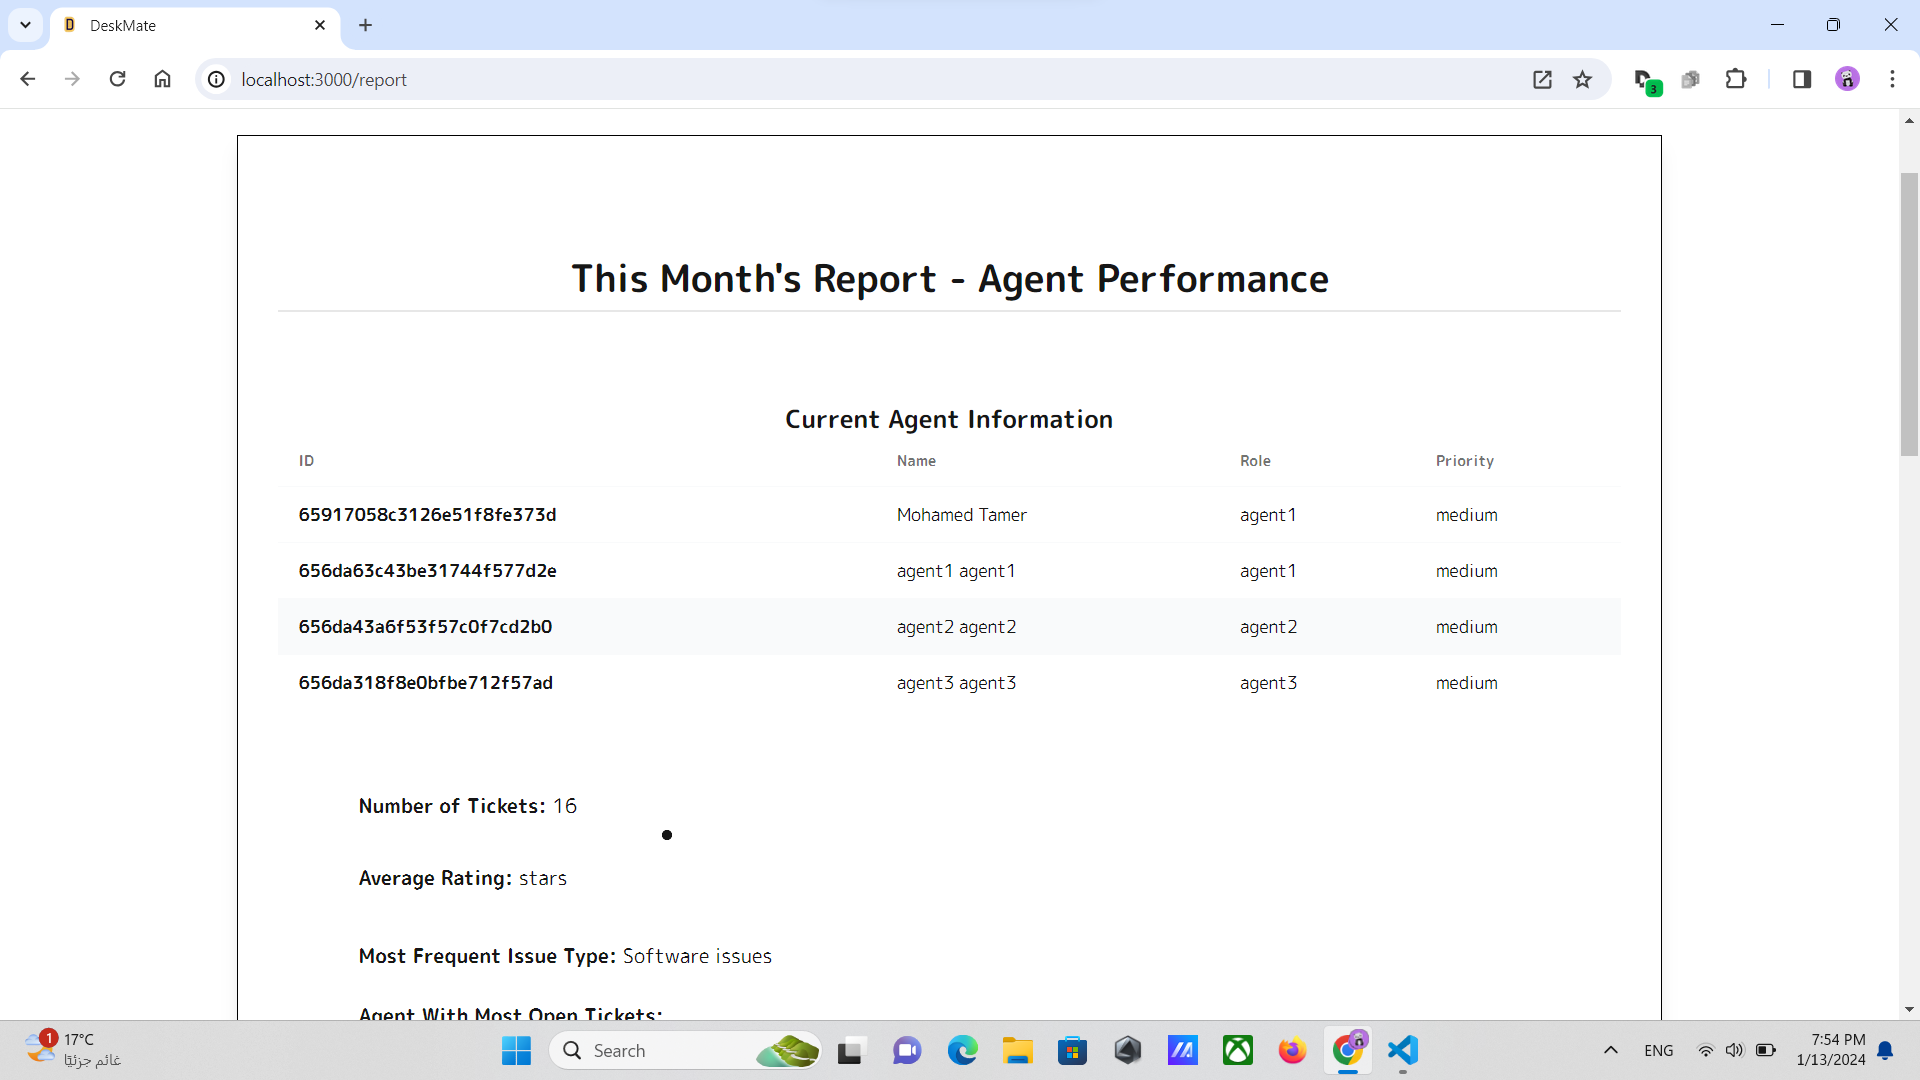 DeskMate
localhost:3000/report
3
This Month's Report - Agent Performance
Current Agent Information
ID Name Role Priority
65917058c3126e51f8fe373d Mohamed Tamer agent1 medium
656da63c43be31744f577d2e agent1 agent1 agent1 medium
656da43a6f53f57c0f7cd2b0 agent2 agent2 agent2 medium
656da318f8e0bfbe712f57ad agent3 agent3 agent3 medium
Number of Tickets: 16
Average Rating: stars
Most Frequent Issue Type: Software issues
Agent With Most Open Tickets:
1
17°C
غائم جزئيًا
Search
ENG
7:54 PM
1/13/2024